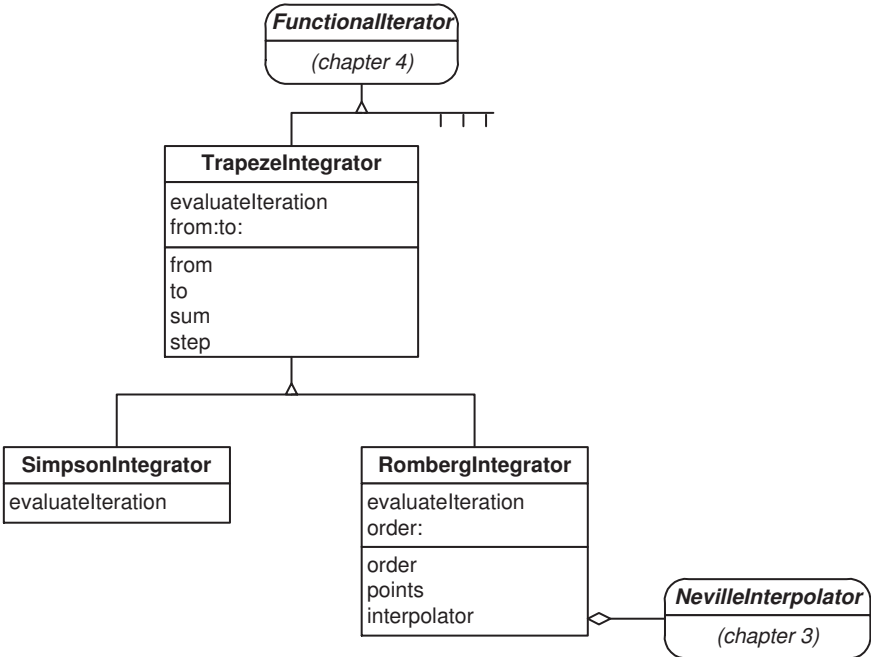 FunctionalIterator
(chapter 4)
TrapezeIntegrator
evaluateIteration
from:to:
from
to
sum
step
SimpsonIntegrator
evaluateIteration
RombergIntegrator
evaluateIteration
order:
order
points
interpolator
NevilleInterpolator
(chapter 3)